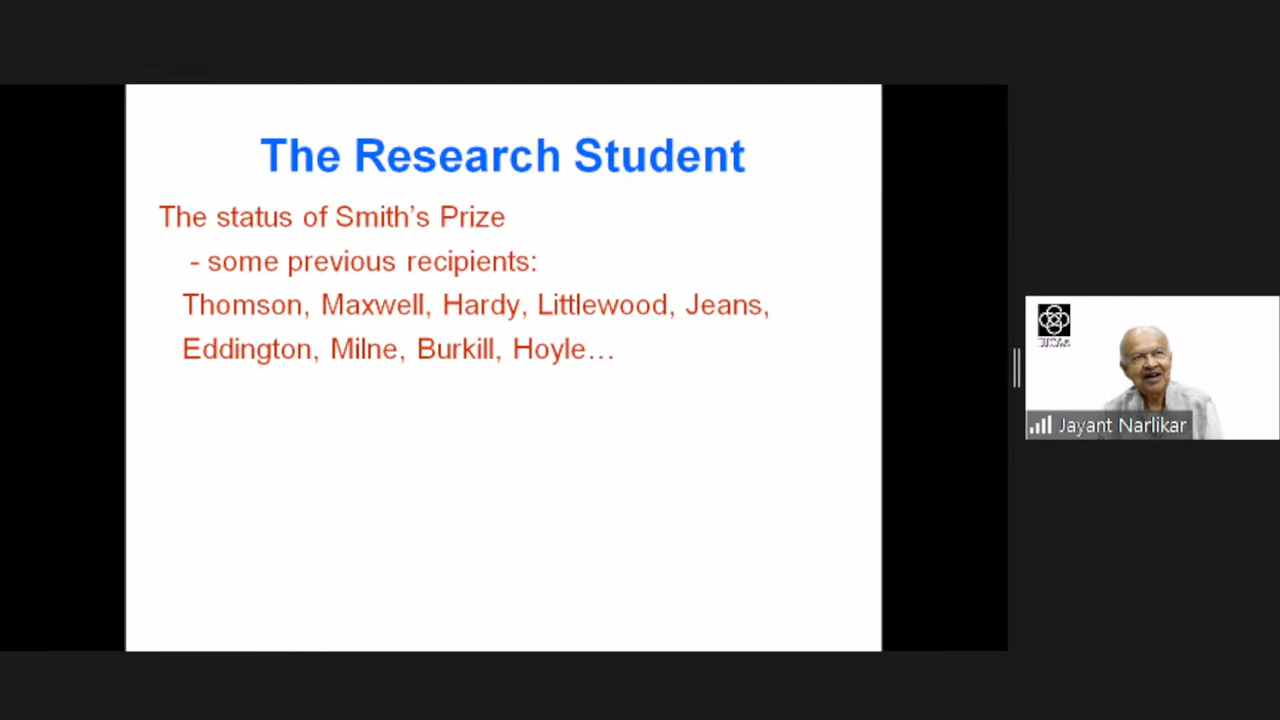 The Research Student
The status of Smith’s Prize
- some previous recipients:
Thomson, Maxwell, Hardy, Littlewood, Jeans,
Eddington, Milne, Burkill, Hoyle…
Jayant Narlikar